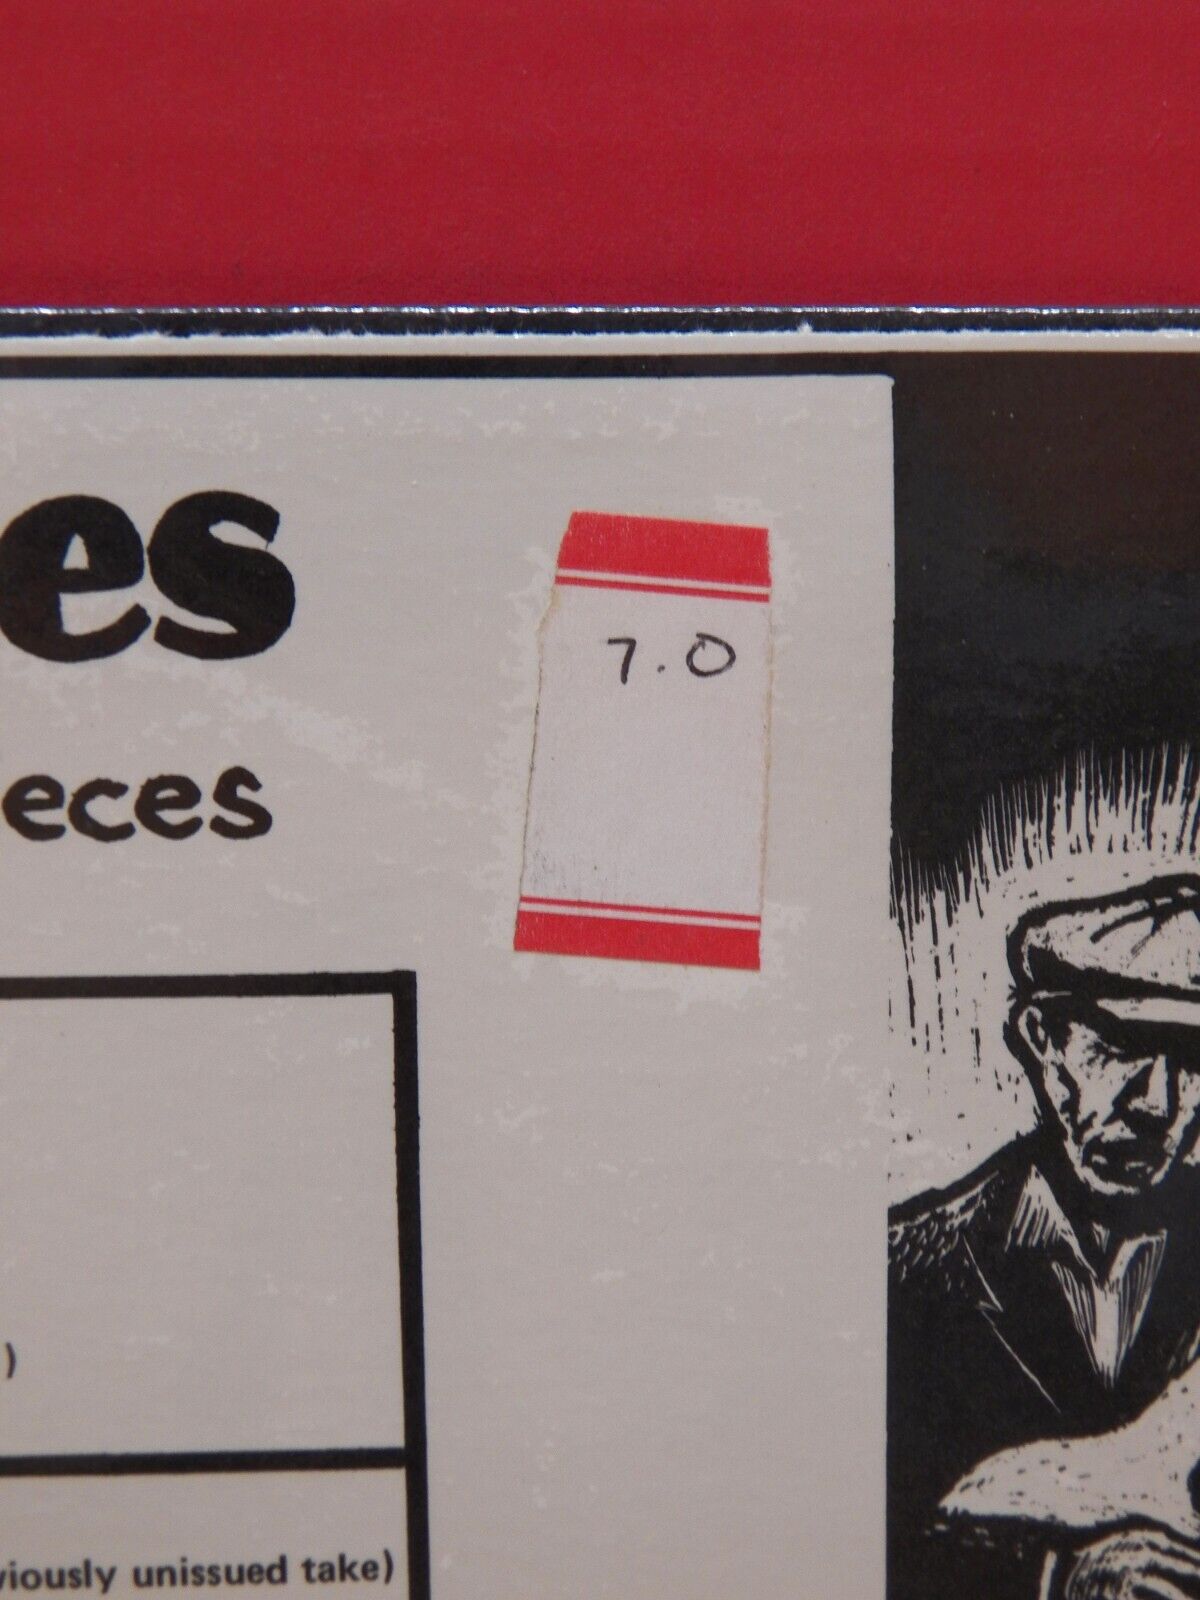 es
7.0
eces
)
viously unissued take)